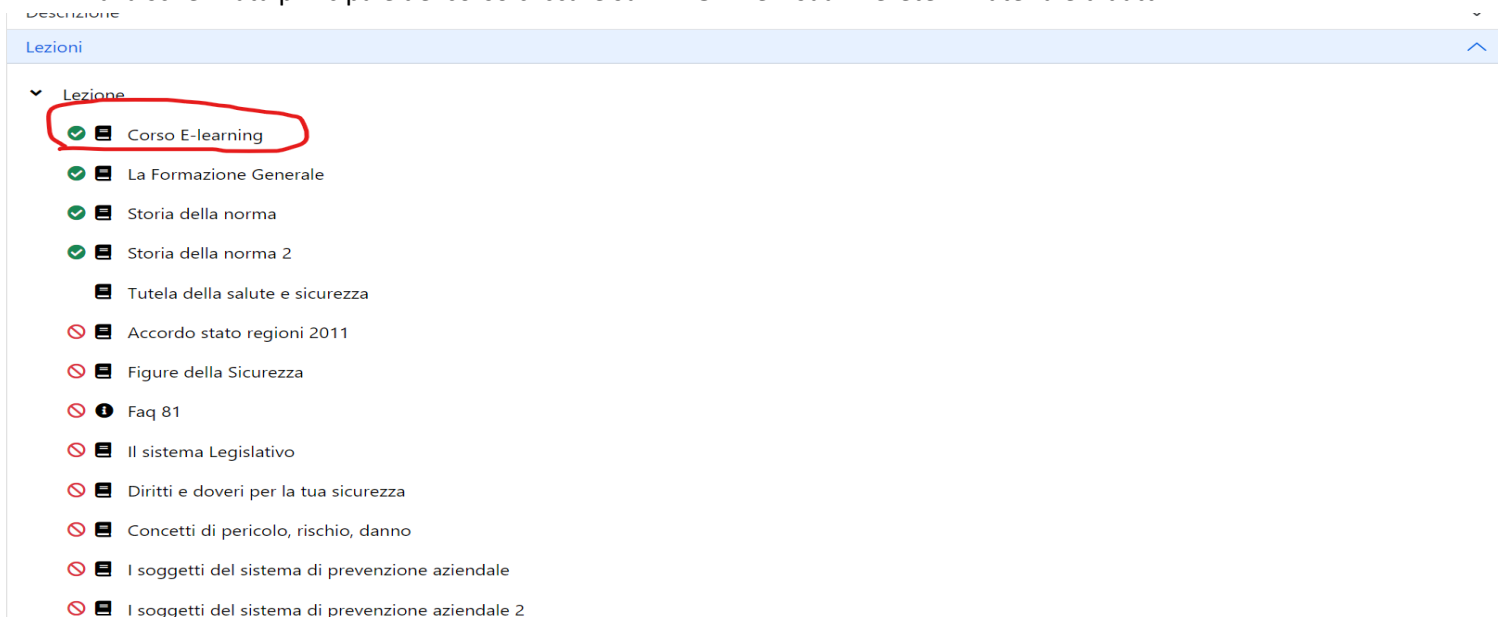 Descrizione
Lezioni
Lezione
Corso E-learning
La Formazione Generale
Storia della norma
Storia della norma 2
Tutela della salute e sicurezza
Accordo stato regioni 2011
Figure della Sicurezza
Faq 81
Il sistema Legislativo
Diritti e doveri per la tua sicurezza
Concetti di pericolo, rischio, danno
I soggetti del sistema di prevenzione aziendale
I soggetti del sistema di prevenzione aziendale 2